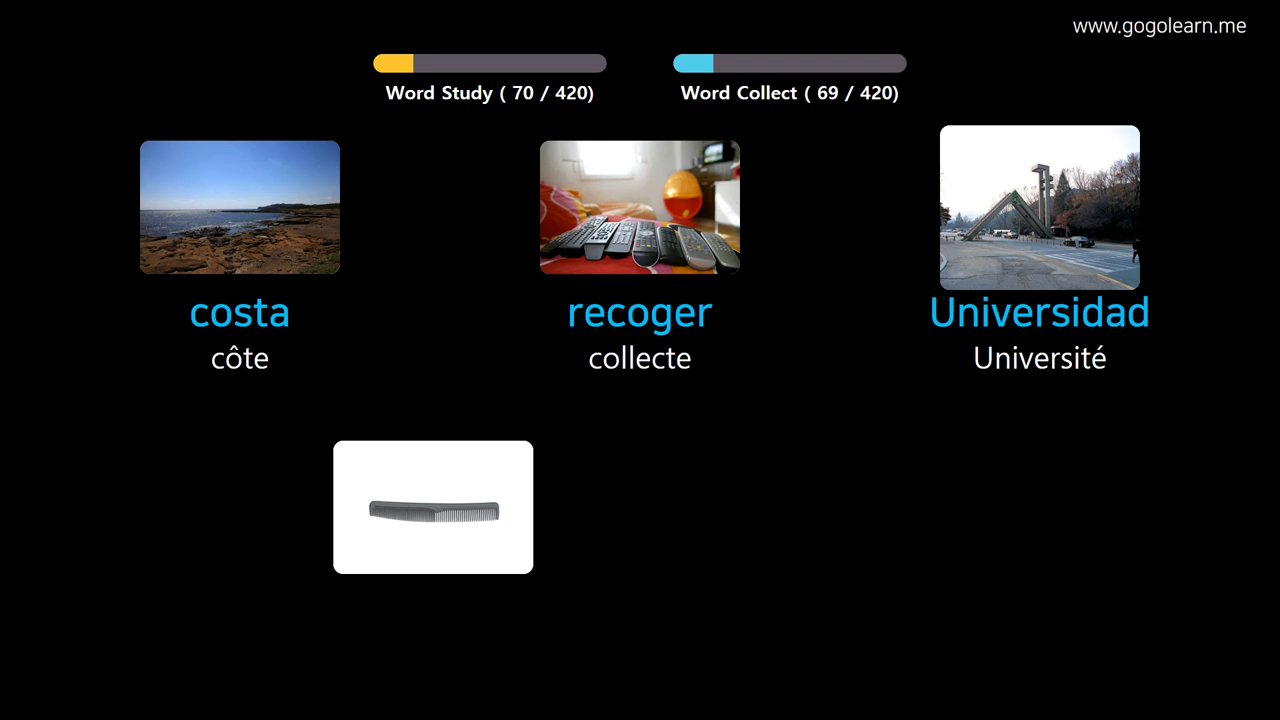 www.gogolearn.me
Word Study ( 70 / 420)
Word Collect ( 69 / 420)
costa
côte
recoger
collecte
Universidad
Université